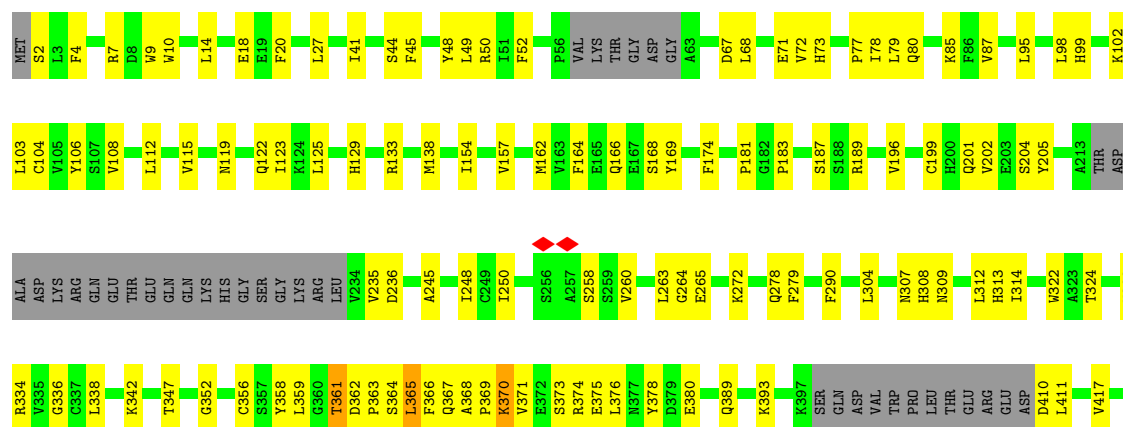 MET S2 L3 F4 R7 D8 W9 W10 L14 E18 E19 F20 L27 I41 S44 F45 Y48 L49 R50 I51 F52 P56 VAL LYS THR GLY ASP GLY A63 D67 L68 E71 V72 H73 P77 I78 L79 Q80 K85 F86 V87 L95 L98 H99 K102
L103 C104 V105 Y106 S107 V108 L112 V115 N119 Q122 I123 K124 L125 H129 R133 M138 I154 V157 M162 V163 F164 E165 Q166 E167 S168 Y169 F174 P181 G182 P183 S187 S188 R189 V196 C199 H200 Q201 V202 E203 S204 Y205 A213 THR ASP
ALA ASP LYS ARG GLN GLU THR GLU GLN GLN LYS HIS GLY SER GLY LYS ARG LEU V234 V235 D236 A245 I248 C249 I250 S256 A257 S258 S259 V260 L263 G264 E265 K272 Q278 F279 F290 L304 N307 H308 N309 L312 H313 I314 W322 A323 T324
R334 V335 G336 C337 L338 K342 T347 G352 C356 S357 Y358 L359 G360 T361 D362 P363 S364 L365 F366 Q367 A368 P369 K370 V371 E372 S373 R374 E375 L376 N377 Y378 D379 E380 Q389 K393 K397 SER GLN ASP VAL TRP PRO LEU THR GLU ARG GLU ASP D410 L411 V417